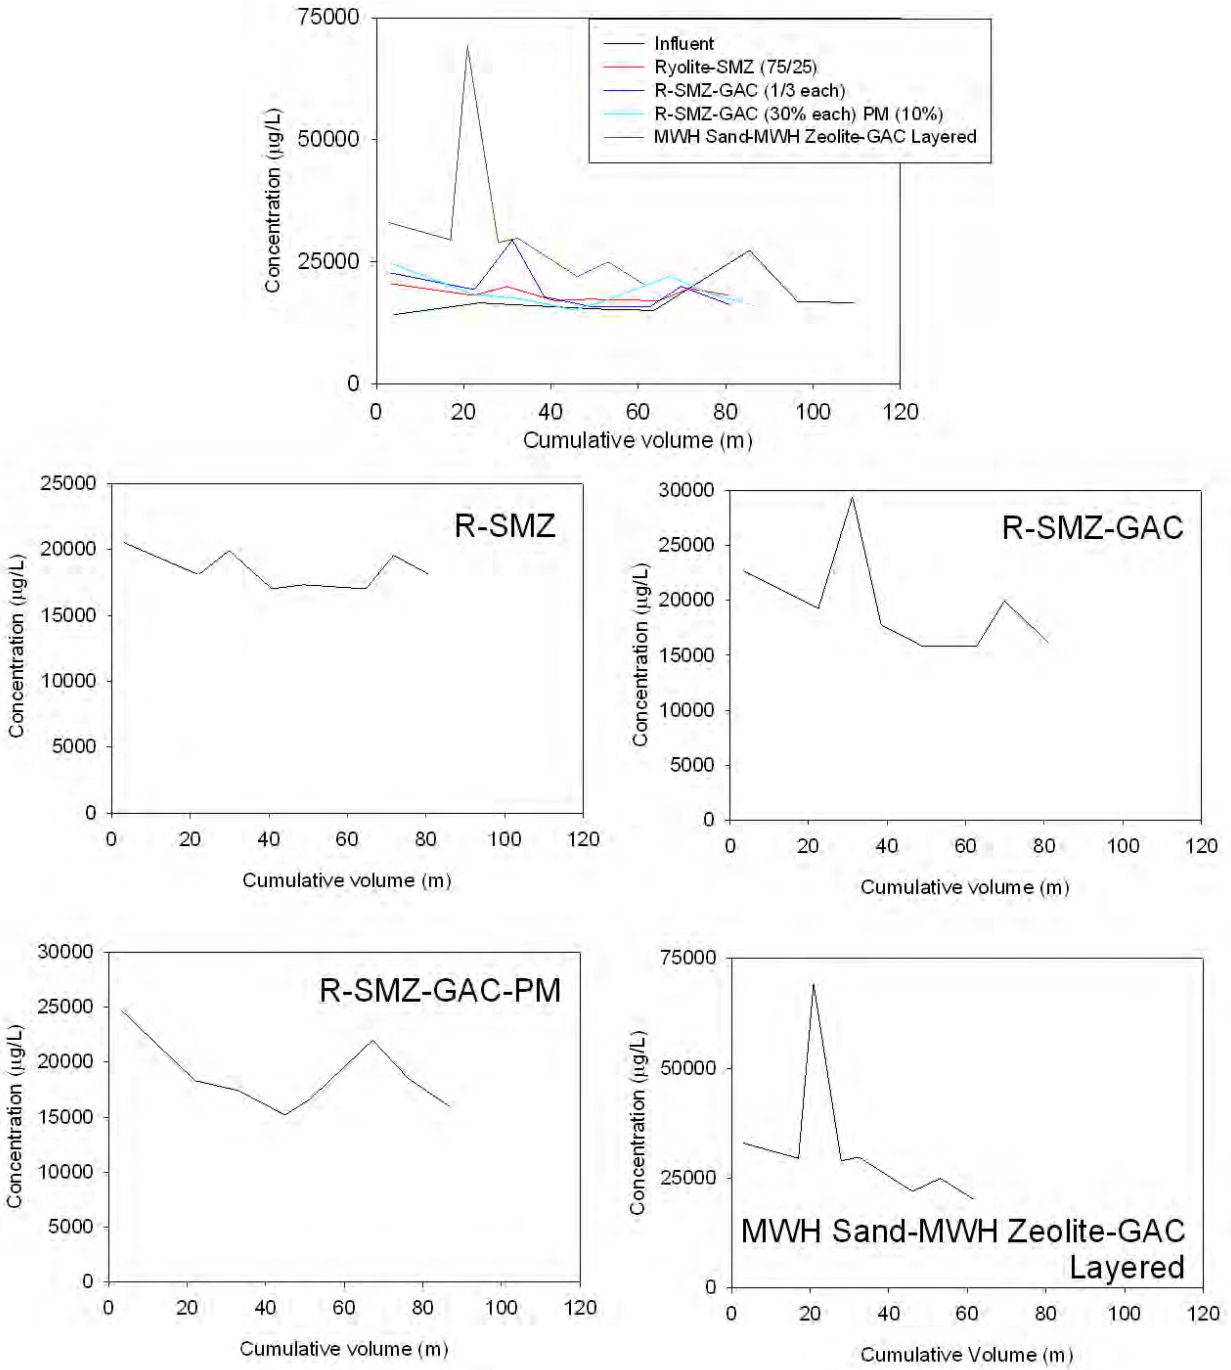 75000
50000
25000
0
Concentration (µg/L)
Influent
Ryolite-SMZ (75/25)
R-SMZ-GAC (1/3 each)
R-SMZ-GAC (30% each) PM (10%)
MWH Sand-MWH Zeolite-GAC Layered
0 20 40 60 80 100 120
Cumulative volume (m)
25000
20000
15000
10000
5000
0
Concentration (µg/L)
R-SMZ
0 20 40 60 80 100 120
Cumulative volume (m)
30000
25000
20000
15000
10000
5000
0
Concentration (µg/L)
R-SMZ-GAC
0 20 40 60 80 100 120
Cumulative volume (m)
30000
25000
20000
15000
10000
5000
0
Concentration (µg/L)
R-SMZ-GAC-PM
0 20 40 60 80 100 120
Cumulative volume (m)
75000
50000
25000
0
Concentration (µg/L)
MWH Sand-MWH Zeolite-GAC
Layered
0 20 40 60 80 100 120
Cumulative Volume (m)